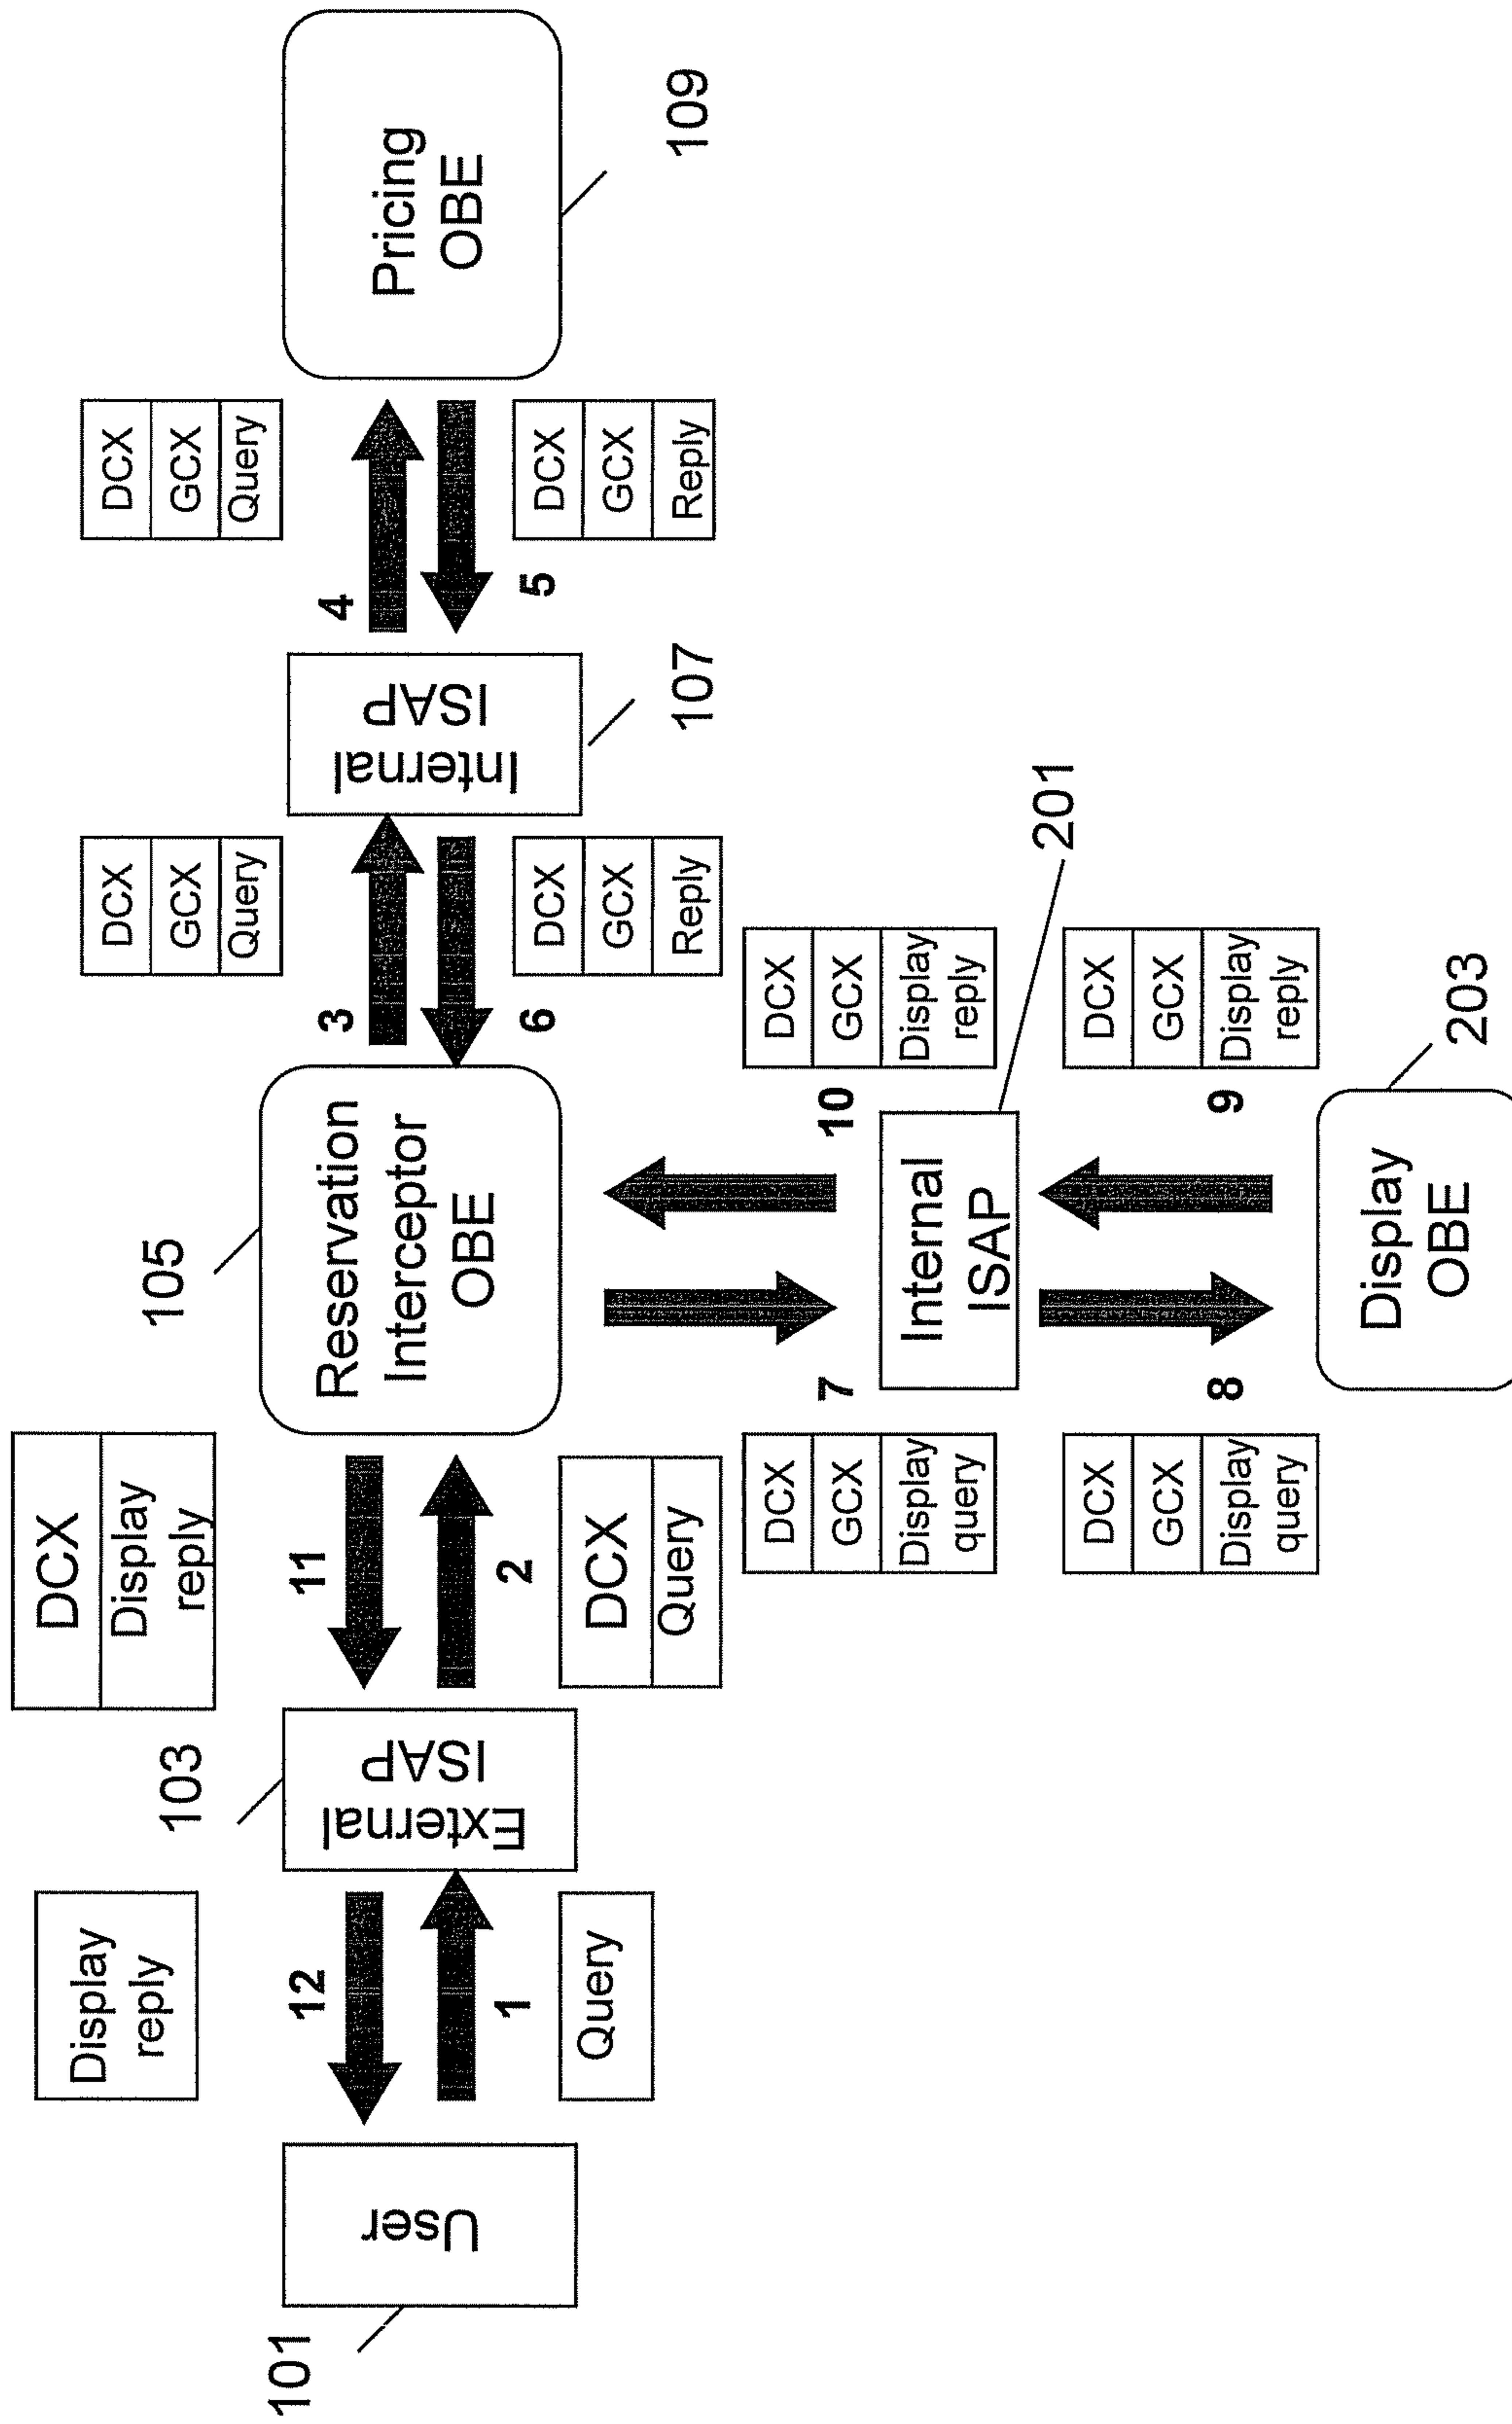 DCX
Display
reply
DCX
GCX
Query
DCX
GCX
Query
Display
reply
103
105
101
12
11
3
4
User
External
ISAP
Reservation
Interceptor
OBE
Internal
ISAP
Pricing
OBE
1
2
6
5
Query
DCX
Query
DCX
GCX
Reply
DCX
GCX
Reply
107
109
DCX
GCX
Display
query
7
10
DCX
GCX
Display
reply
Internal
ISAP
201
DCX
GCX
Display
query
8
9
DCX
GCX
Display
reply
Display
OBE
203